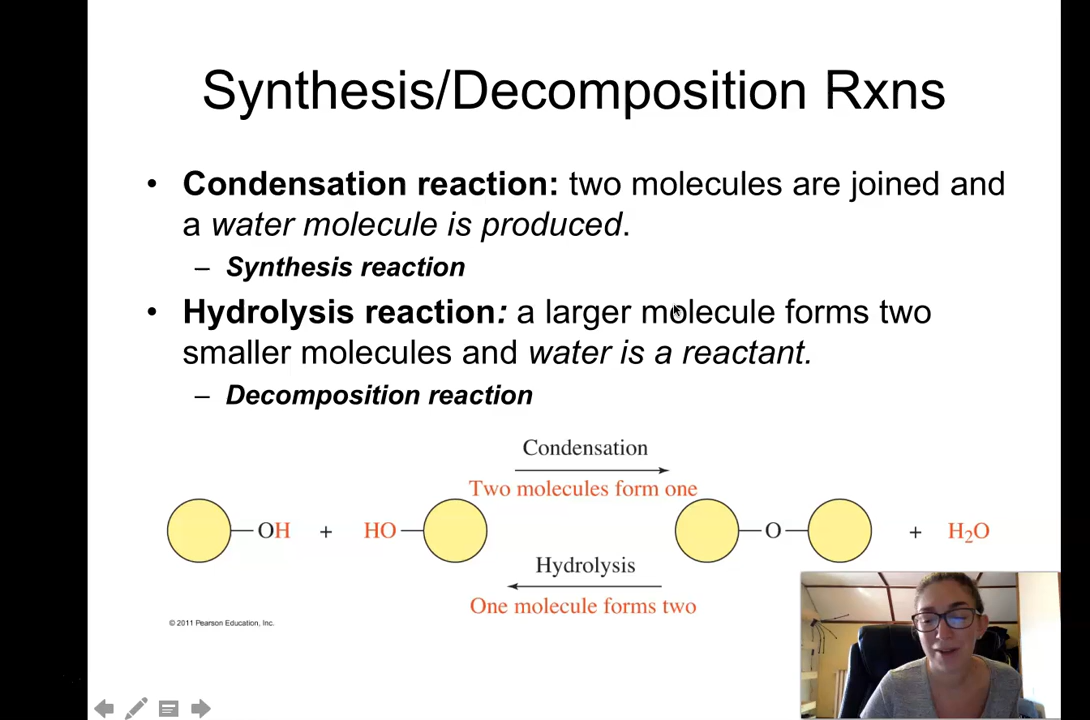 Synthesis/Decomposition Rxns
• Condensation reaction: two molecules are joined and
a water molecule is produced.
– Synthesis reaction
• Hydrolysis reaction: a larger molecule forms two
smaller molecules and water is a reactant.
– Decomposition reaction
Condensation
Two molecules form one
OH + HO O + H₂O
Hydrolysis
One molecule forms two
© 2011 Pearson Education, Inc.